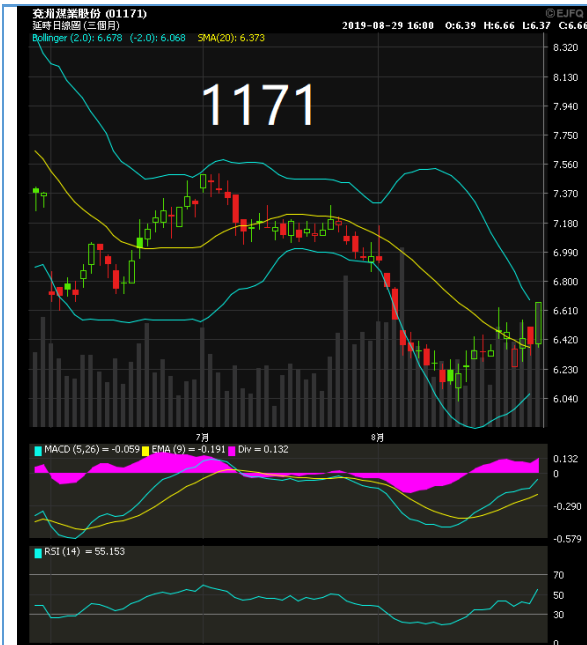 兗州煤業股份 (01171)
©EJFQ
延時日線圖 (三個月)
2019-08-29 16:00 O:6.39 H:6.66 L:6.37 C:6.66
Bollinger (2.0): 6.678 (-2.0): 6.068 SMA(20): 6.373
1171
8.320
8.130
7.940
7.750
7.560
7.370
7.180
6.990
6.800
6.610
6.420
6.230
6.040
7月
8月
MACD (5,26) = -0.059 EMA (9) = -0.191 Div = 0.132
0.132
0
-0.290
-0.579
RSI (14) = 55.153
70
50
30
0